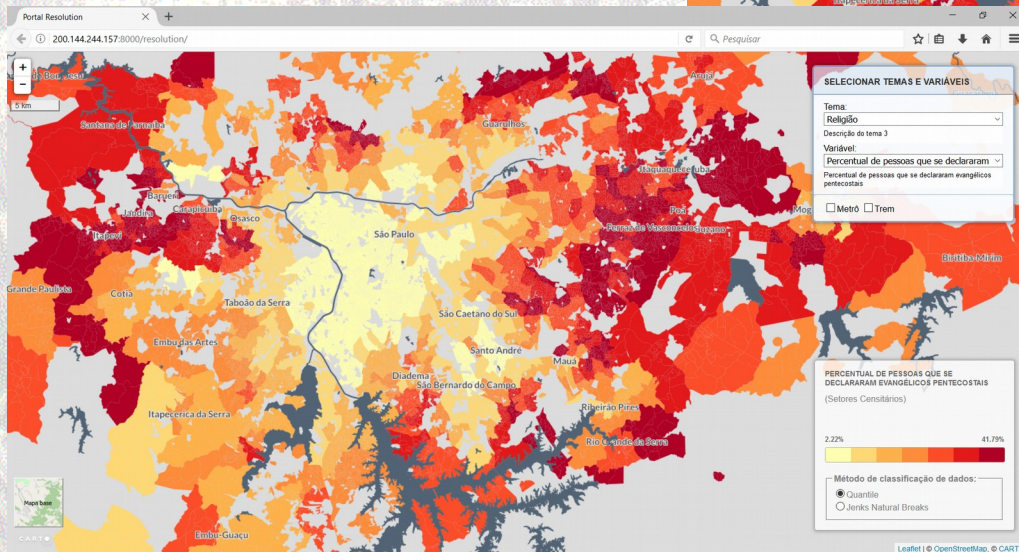 Portal Resolution
200.144.244.157:8000/resolution/
Pesquisar
+
−
5 km
SELECIONAR TEMAS E VARIÁVEIS
Tema:
Religião
Descrição do tema 3
Variável:
Percentual de pessoas que se declararam
Percentual de pessoas que se declararam evangélicos
pentecostais
Metrô Trem
Arujá
Santana de Parnaíba
Guarulhos
Itaquaquecetuba
Barueri
Jandira
Carapicuíba
Osasco
Poá
Mog
Itapevi
São Paulo
Ferraz de Vasconcelos
Suzano
Biritiba-Mirim
Grande Paulista
Cotia
Taboão da Serra
São Caetano do Sul
Embu das Artes
Santo André
Mauá
Diadema
São Bernardo do Campo
Itapecerica da Serra
Ribeirão Pires
Rio Grande da Serra
Embu-Guaçu
PERCENTUAL DE PESSOAS QUE SE
DECLARARAM EVANGÉLICOS PENTECOSTAIS
(Setores Censitários)
2.22% 41.79%
Método de classificação de dados:
Quantile
Jenks Natural Breaks
Mapa base
CARTO
Leaflet | © OpenStreetMap, © CART